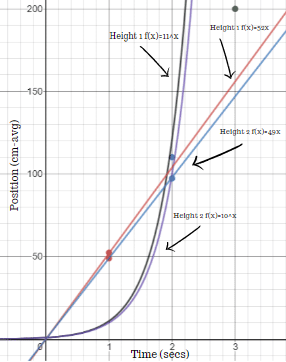 200
Height 1 f(x)=52x
Height 1 f(x)=11^x
150
Height 2 f(x)=49x
100
Height 2 f(x)=10^x
50
0
1
2
3
Time (secs)
Position (cm-avg)